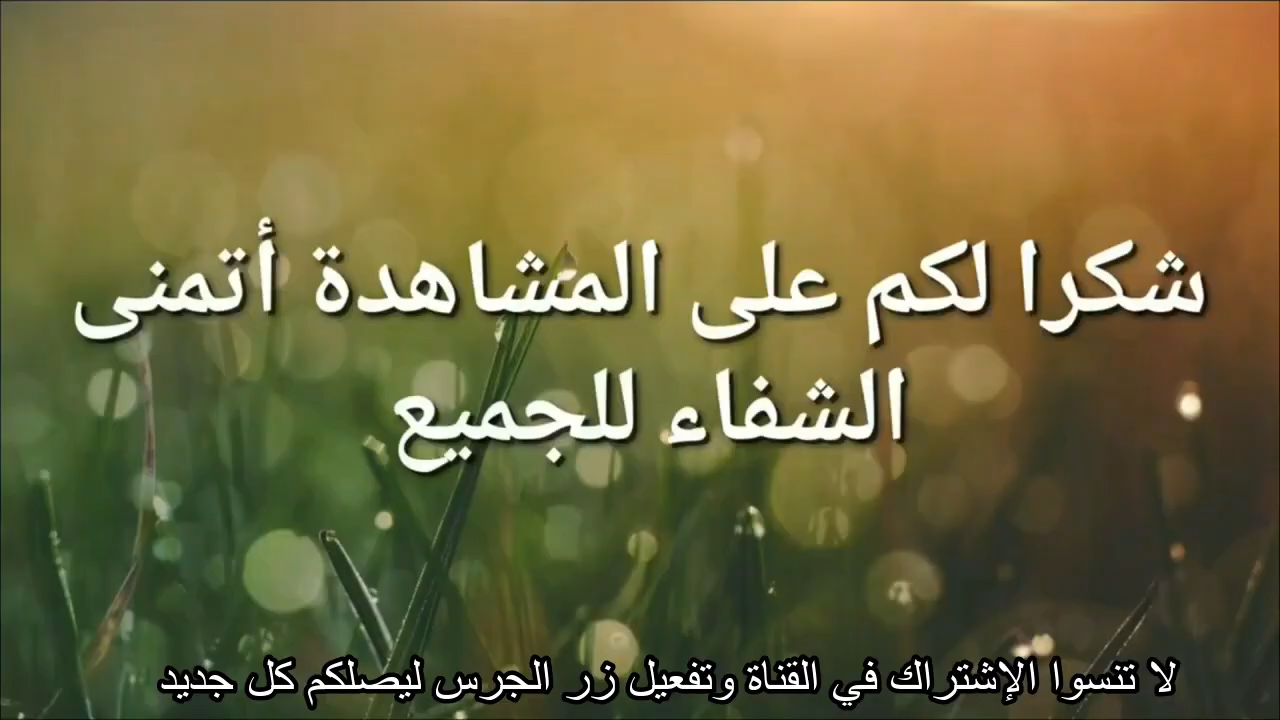 شكرا لكم على المشاهدة أتمنى
الشفاء للجميع
لا تنسوا الإشتراك في القناة وتفعيل زر الجرس ليصلكم كل جديد